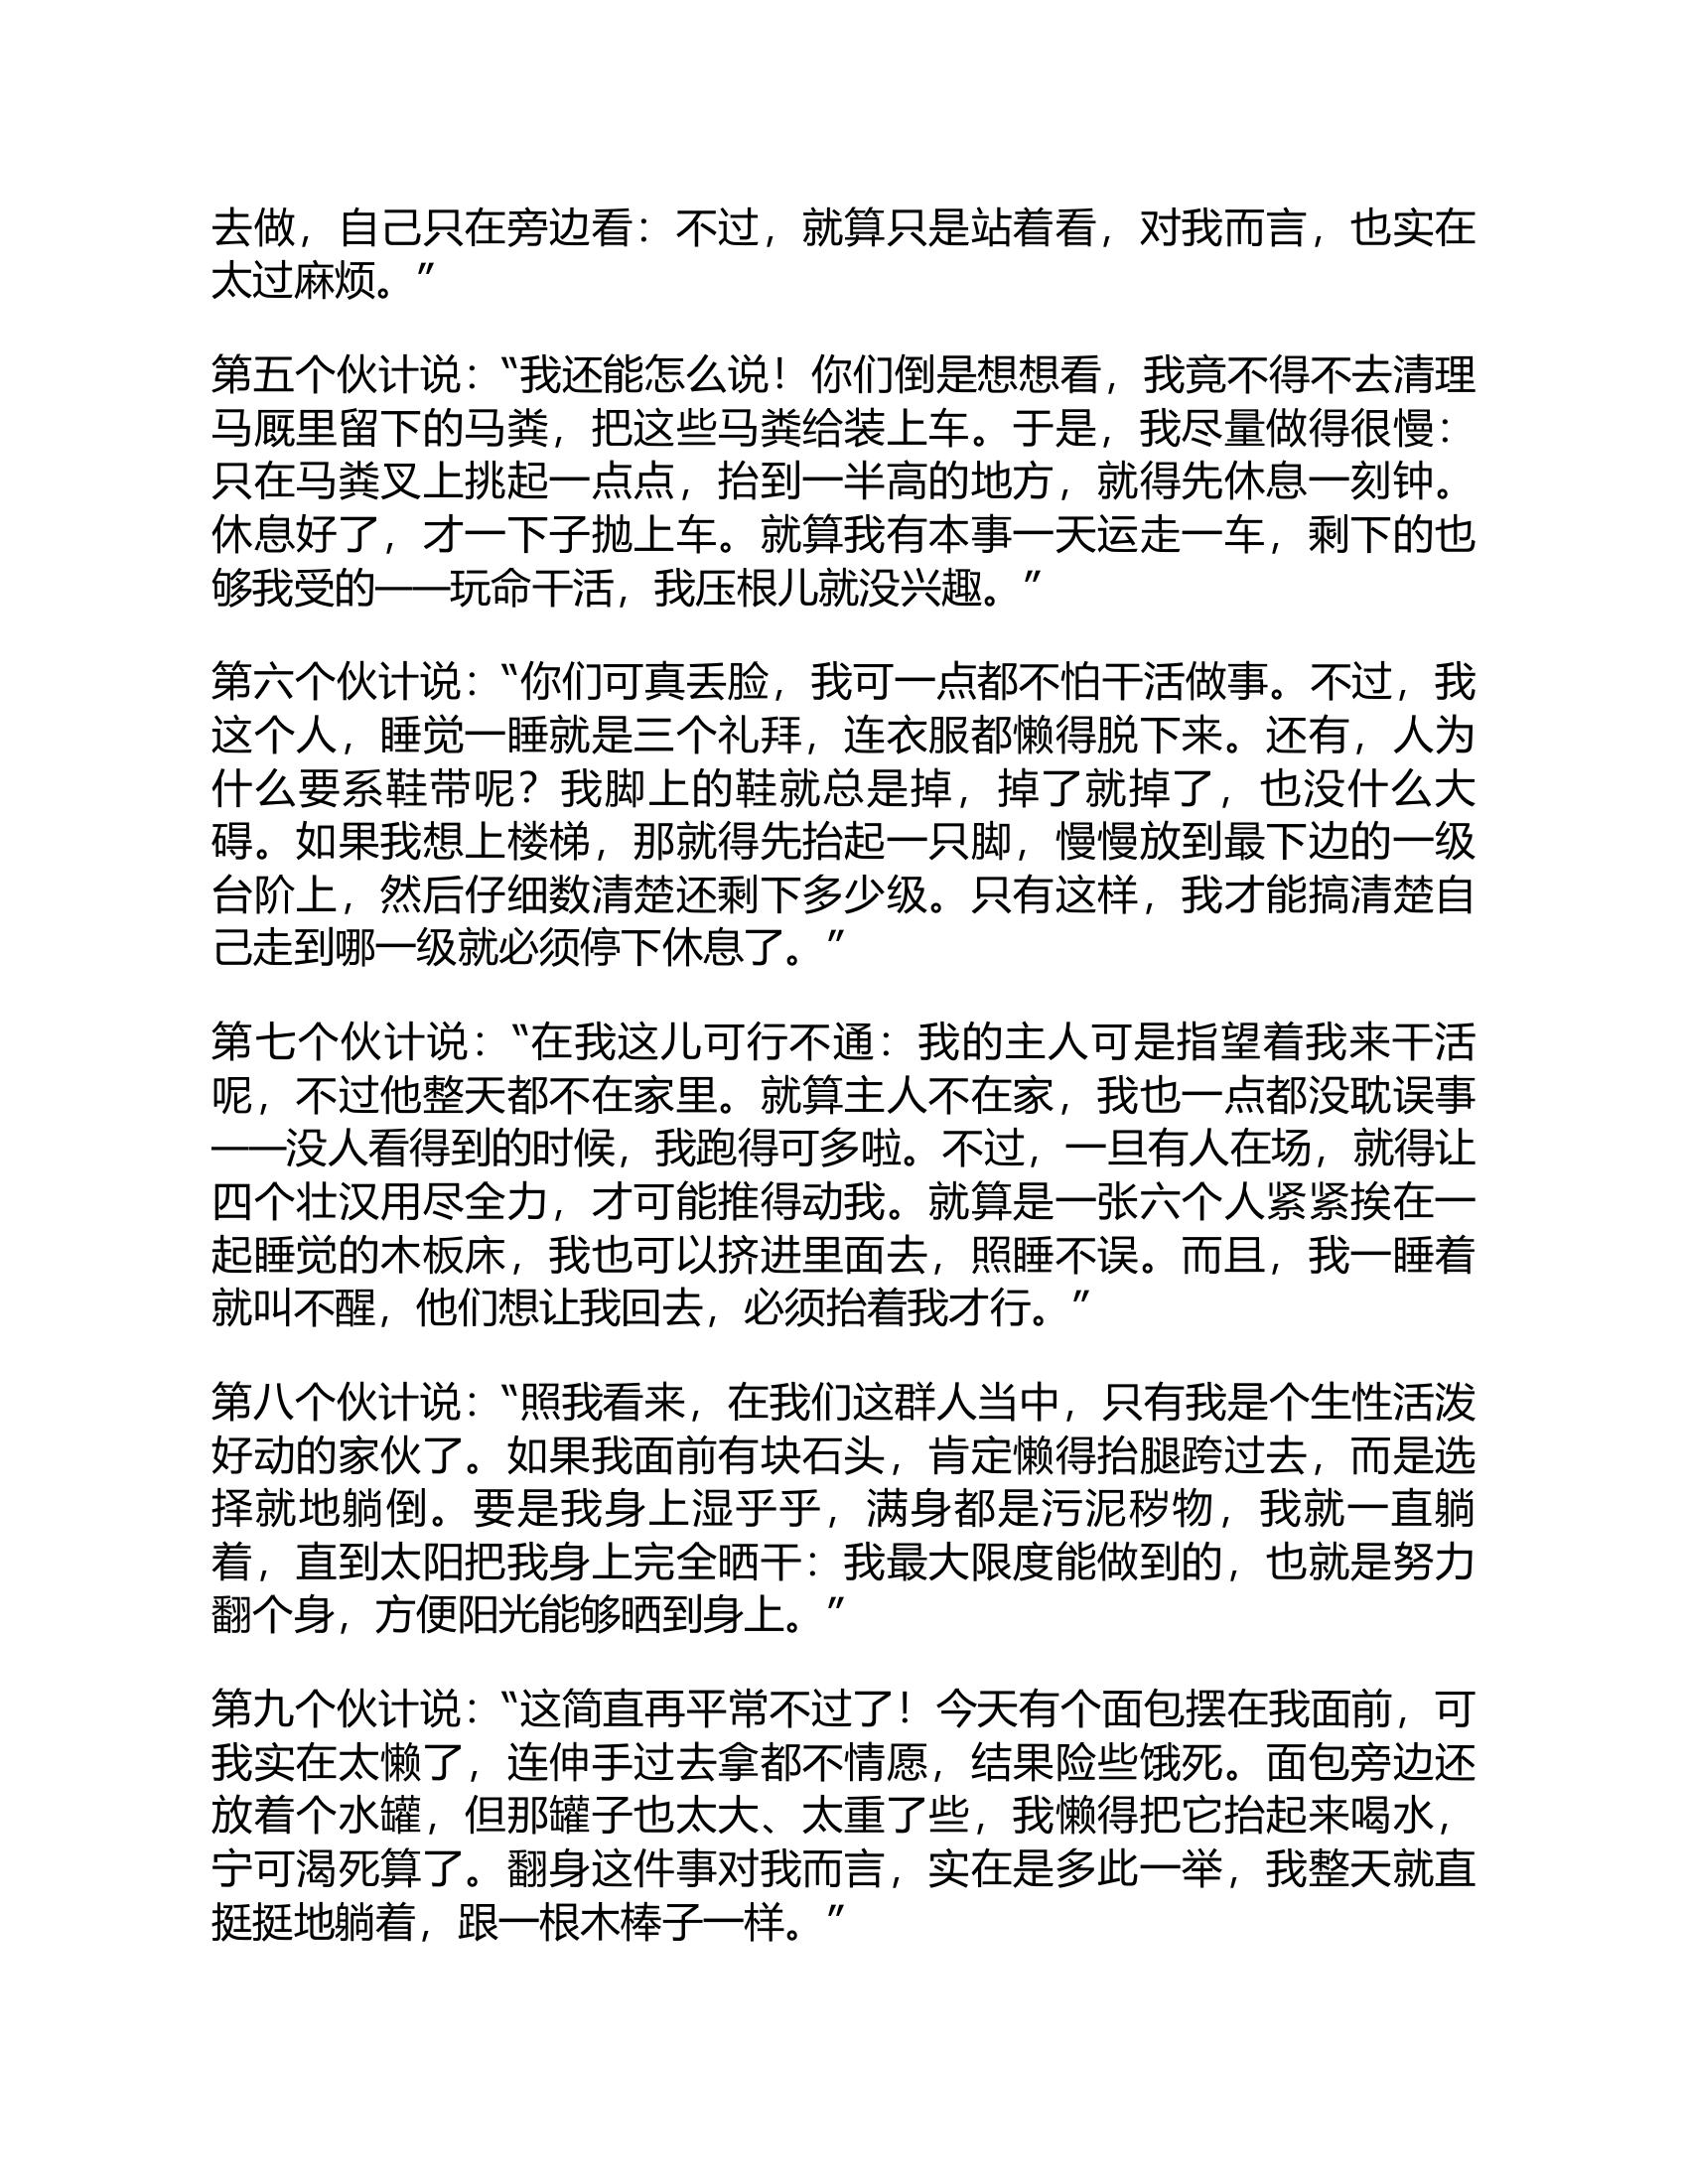 去做，自己只在旁边看：不过，就算只是站着看，对我而言，也实在
太过麻烦。”
第五个伙计说：“我还能怎么说！你们倒是想想看，我竟不得不去清理
马厩里留下的马粪，把这些马粪给装上车。于是，我尽量做得很慢：
只在马粪叉上挑起一点点，抬到一半高的地方，就得先休息一刻钟。
休息好了，才一下子抛上车。就算我有本事一天运走一车，剩下的也
够我受的——玩命干活，我压根儿就没兴趣。”
第六个伙计说：“你们可真丢脸，我可一点都不怕干活做事。不过，我
这个人，睡觉一睡就是三个礼拜，连衣服都懒得脱下来。还有，人为
什么要系鞋带呢？我脚上的鞋就总是掉，掉了就掉了，也没什么大
碍。如果我想上楼梯，那就得先抬起一只脚，慢慢放到最下边的一级
台阶上，然后仔细数清楚还剩下多少级。只有这样，我才能搞清楚自
己走到哪一级就必须停下休息了。”
第七个伙计说：“在我这儿可行不通：我的主人可是指望着我来干活
呢，不过他整天都不在家里。就算主人不在家，我也一点都没耽误事
——没人看得到的时候，我跑得可多啦。不过，一旦有人在场，就得让
四个壮汉用尽全力，才可能推得动我。就算是一张六个人紧紧挨在一
起睡觉的木板床，我也可以挤进里面去，照睡不误。而且，我一睡着
就叫不醒，他们想让我回去，必须抬着我才行。”
第八个伙计说：“照我看来，在我们这群人当中，只有我是个生性活泼
好动的家伙了。如果我面前有块石头，肯定懒得抬腿跨过去，而是选
择就地躺倒。要是我身上湿乎乎，满身都是污泥秽物，我就一直躺
着，直到太阳把我身上完全晒干：我最大限度能做到的，也就是努力
翻个身，方便阳光能够晒到身上。”
第九个伙计说：“这简直再平常不过了！今天有个面包摆在我面前，可
我实在太懒了，连伸手过去拿都不情愿，结果险些饿死。面包旁边还
放着个水罐，但那罐子也太大、太重了些，我懒得把它抬起来喝水，
宁可渴死算了。翻身这件事对我而言，实在是多此一举，我整天就直
挺挺地躺着，跟一根木棒子一样。”